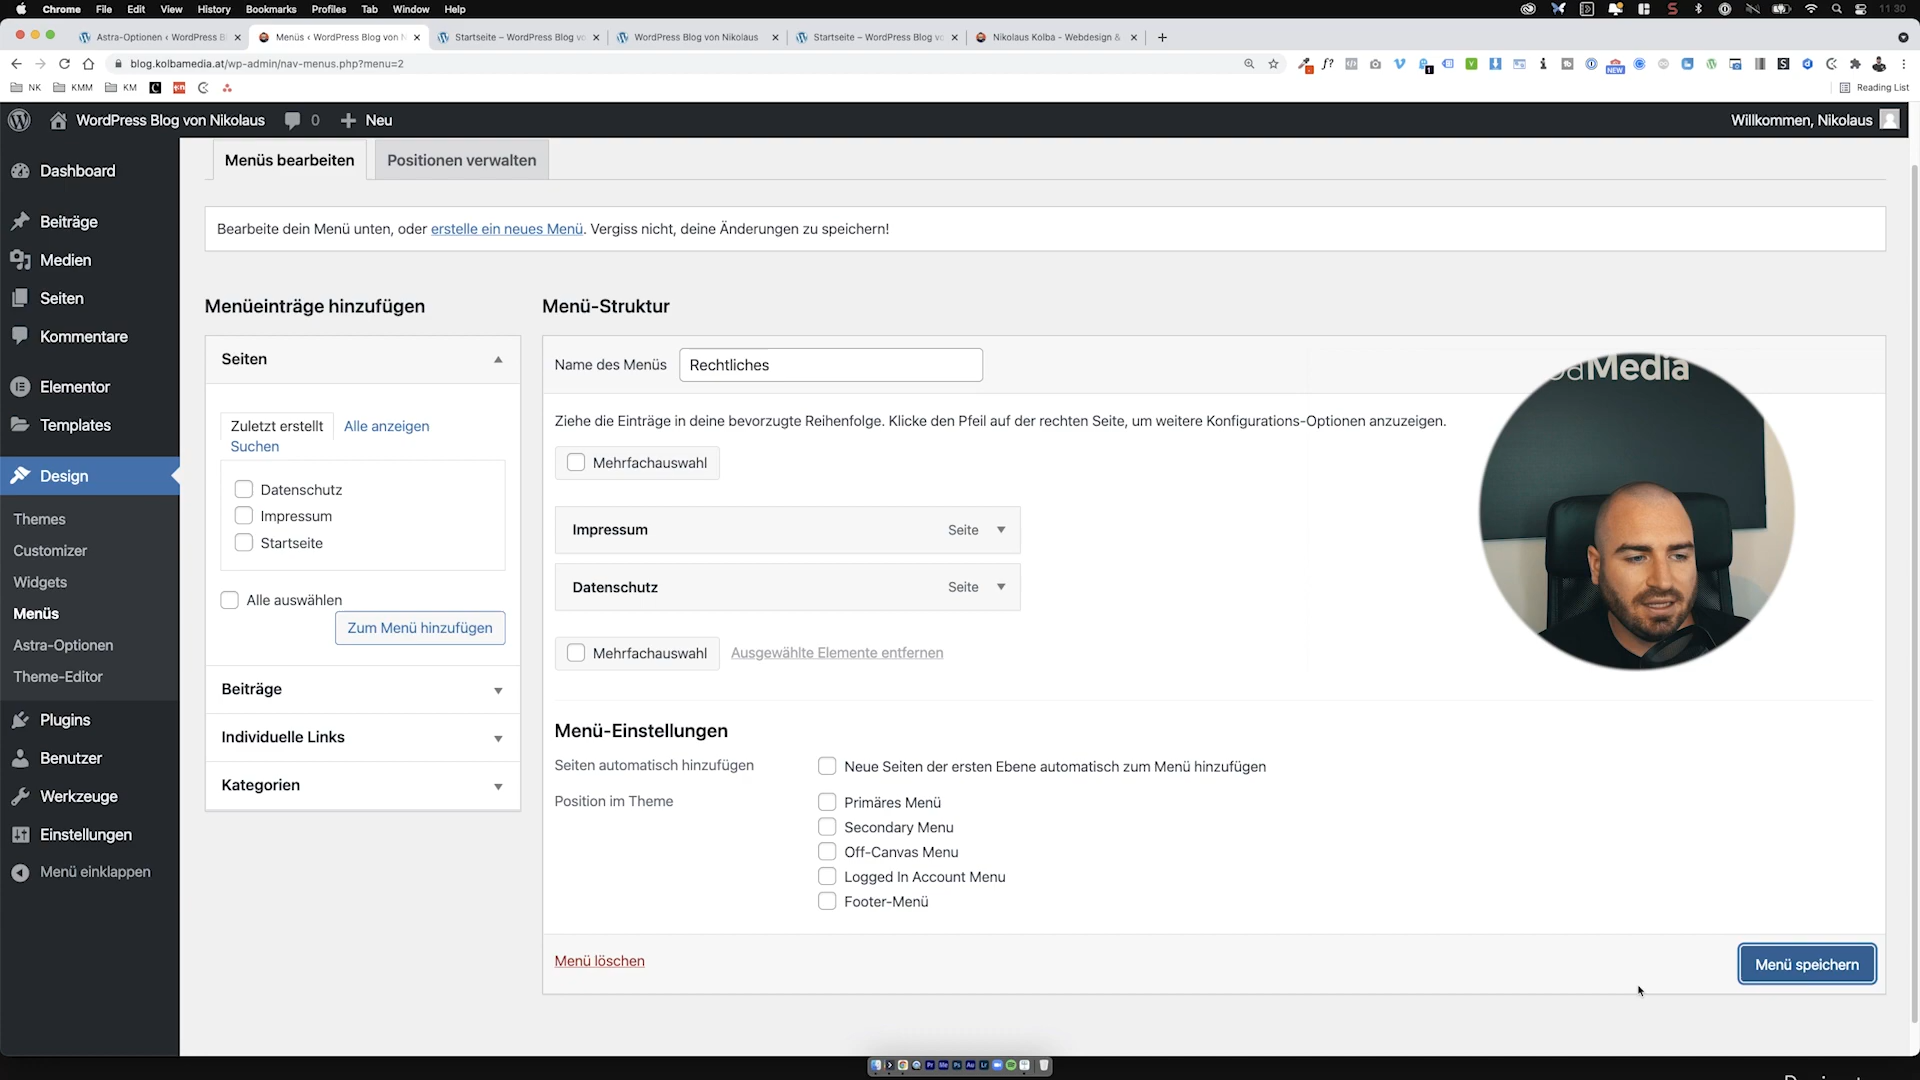 Chrome File Edit View History Bookmarks Profiles Tab Window Help 11 30
Astra-Optionen ‹ WordPress B
Menüs ‹ WordPress Blog von N
Startseite – WordPress Blog vo
WordPress Blog von Nikolaus
Startseite – WordPress Blog vo
Nikolaus Kolba - Webdesign &
blog.kolbamedia.at/wp-admin/nav-menus.php?menu=2
NK KMM KM Reading List
WordPress Blog von Nikolaus 0 Neu Willkommen, Nikolaus
Dashboard
Beiträge
Medien
Seiten
Kommentare
Elementor
Templates
Design
Themes
Customizer
Widgets
Menüs
Astra-Optionen
Theme-Editor
Plugins
Benutzer
Werkzeuge
Einstellungen
Menü einklappen
Menüs bearbeiten Positionen verwalten
Bearbeite dein Menü unten, oder erstelle ein neues Menü. Vergiss nicht, deine Änderungen zu speichern!
Menüeinträge hinzufügen
Seiten
Zuletzt erstellt Alle anzeigen
Suchen
Datenschutz
Impressum
Startseite
Alle auswählen
Zum Menü hinzufügen
Beiträge
Individuelle Links
Kategorien
Menü-Struktur
Name des Menüs Rechtliches
Ziehe die Einträge in deine bevorzugte Reihenfolge. Klicke den Pfeil auf der rechten Seite, um weitere Konfigurations-Optionen anzuzeigen.
Mehrfachauswahl
Impressum Seite
Datenschutz Seite
Mehrfachauswahl Ausgewählte Elemente entfernen
Menü-Einstellungen
Seiten automatisch hinzufügen Neue Seiten der ersten Ebene automatisch zum Menü hinzufügen
Position im Theme Primäres Menü
Secondary Menu
Off-Canvas Menu
Logged In Account Menu
Footer-Menü
Menü löschen Menü speichern
Media